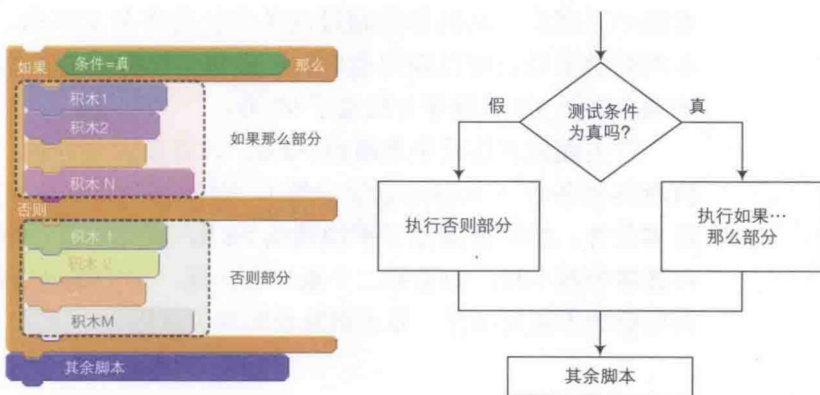 如果 条件=真 那么
积木1
积木2
积木 N
如果那么部分
否则
积木 1
积木 2
积木M
否则部分
其余脚本
测试条件
为真吗?
假
真
执行否则部分
执行如果…
那么部分
其余脚本